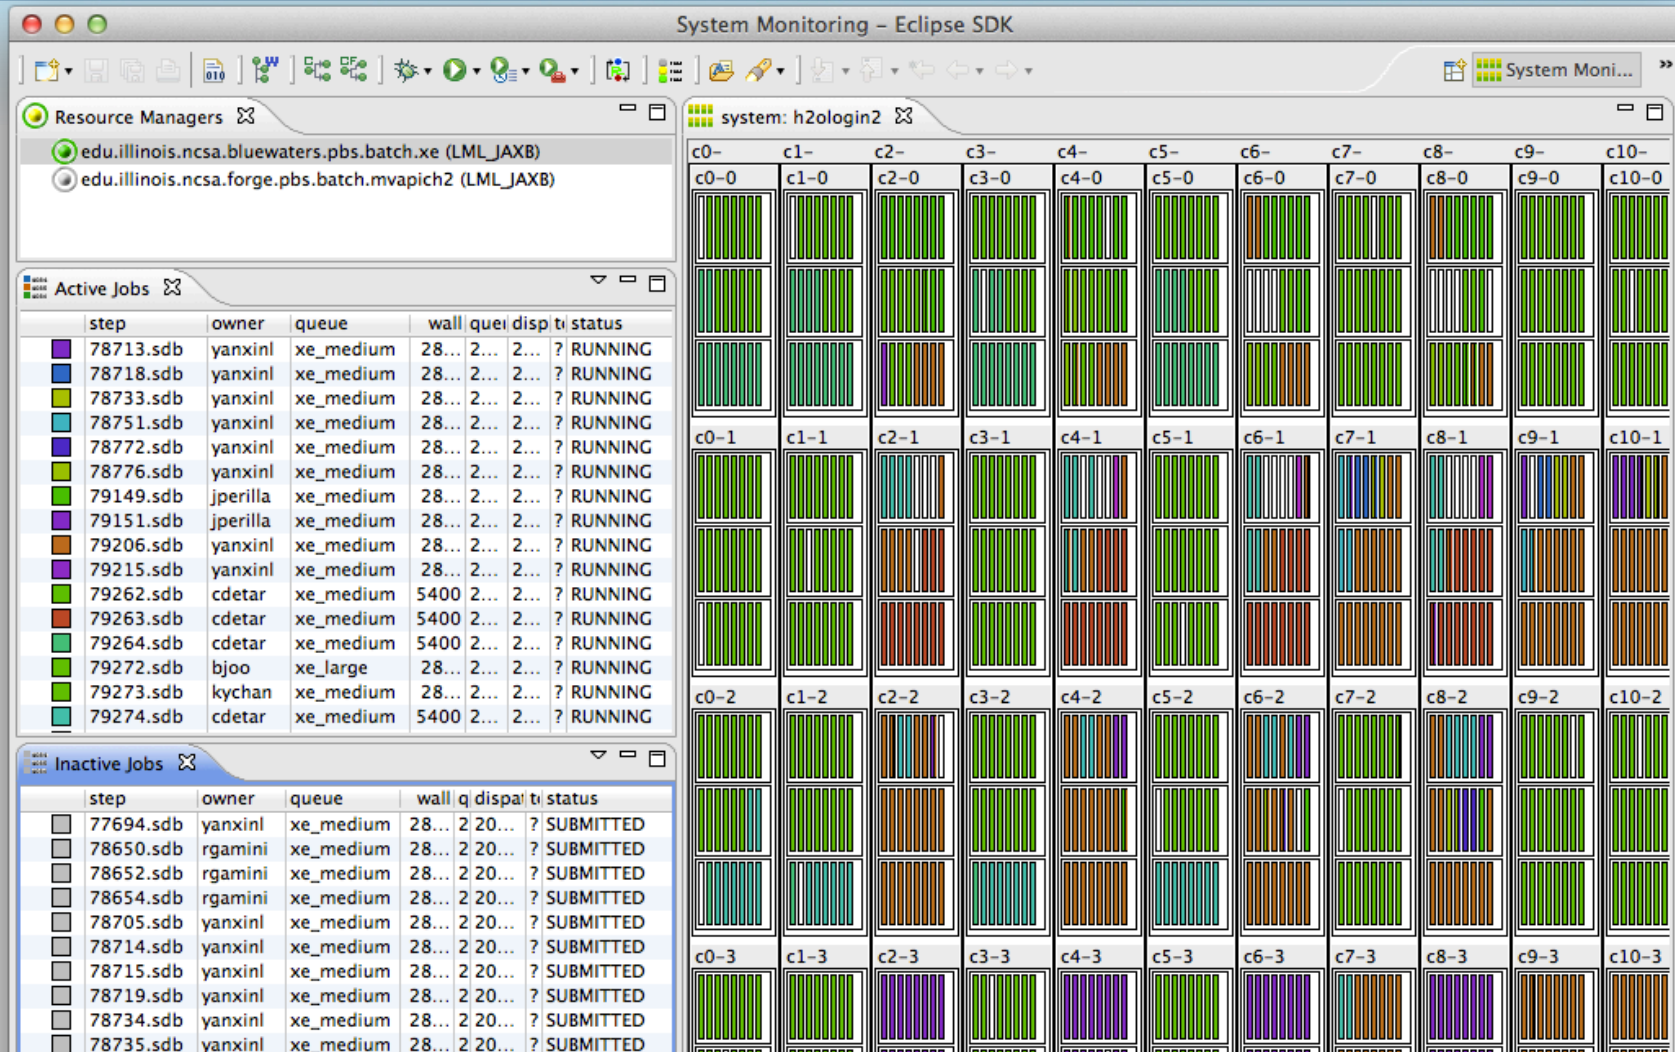 System Monitoring – Eclipse SDK
System Moni... »
Resource Managers
edu.illinois.ncsa.bluewaters.pbs.batch.xe (LML_JAXB)
edu.illinois.ncsa.forge.pbs.batch.mvapich2 (LML_JAXB)
Active Jobs
step owner queue wall quei disp t status
78713.sdb yanxinl xe_medium 28... 2... 2... ? RUNNING
78718.sdb yanxinl xe_medium 28... 2... 2... ? RUNNING
78733.sdb yanxinl xe_medium 28... 2... 2... ? RUNNING
78751.sdb yanxinl xe_medium 28... 2... 2... ? RUNNING
78772.sdb yanxinl xe_medium 28... 2... 2... ? RUNNING
78776.sdb yanxinl xe_medium 28... 2... 2... ? RUNNING
79149.sdb jperilla xe_medium 28... 2... 2... ? RUNNING
79151.sdb jperilla xe_medium 28... 2... 2... ? RUNNING
79206.sdb yanxinl xe_medium 28... 2... 2... ? RUNNING
79215.sdb yanxinl xe_medium 28... 2... 2... ? RUNNING
79262.sdb cdetar xe_medium 5400 2... 2... ? RUNNING
79263.sdb cdetar xe_medium 5400 2... 2... ? RUNNING
79264.sdb cdetar xe_medium 5400 2... 2... ? RUNNING
79272.sdb bjoo xe_large 28... 2... 2... ? RUNNING
79273.sdb kychan xe_medium 28... 2... 2... ? RUNNING
79274.sdb cdetar xe_medium 5400 2... 2... ? RUNNING
Inactive Jobs
step owner queue wall q dispat t status
77694.sdb yanxinl xe_medium 28... 2 20... ? SUBMITTED
78650.sdb rgamini xe_medium 28... 2 20... ? SUBMITTED
78652.sdb rgamini xe_medium 28... 2 20... ? SUBMITTED
78654.sdb rgamini xe_medium 28... 2 20... ? SUBMITTED
78705.sdb yanxinl xe_medium 28... 2 20... ? SUBMITTED
78714.sdb yanxinl xe_medium 28... 2 20... ? SUBMITTED
78715.sdb yanxinl xe_medium 28... 2 20... ? SUBMITTED
78719.sdb yanxinl xe_medium 28... 2 20... ? SUBMITTED
78734.sdb yanxinl xe_medium 28... 2 20... ? SUBMITTED
78735.sdb yanxinl xe_medium 28... 2 20... ? SUBMITTED
system: h2ologin2
c0- c1- c2- c3- c4- c5- c6- c7- c8- c9- c10-
c0-0 c1-0 c2-0 c3-0 c4-0 c5-0 c6-0 c7-0 c8-0 c9-0 c10-0
c0-1 c1-1 c2-1 c3-1 c4-1 c5-1 c6-1 c7-1 c8-1 c9-1 c10-1
c0-2 c1-2 c2-2 c3-2 c4-2 c5-2 c6-2 c7-2 c8-2 c9-2 c10-2
c0-3 c1-3 c2-3 c3-3 c4-3 c5-3 c6-3 c7-3 c8-3 c9-3 c10-3